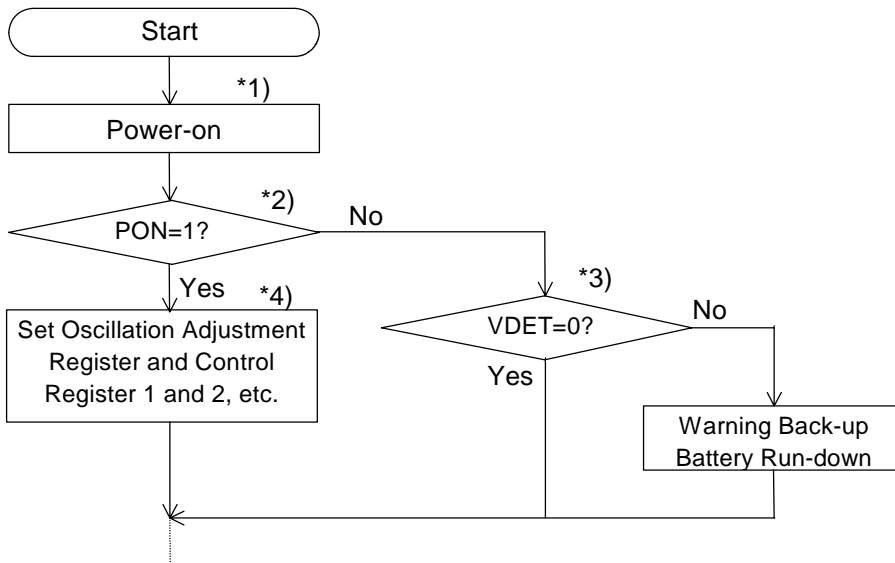 Start
*1)
Power-on
*2)
PON=1?
No
Yes
*4)
Set Oscillation Adjustment
Register and Control
Register 1 and 2, etc.
*3)
VDET=0?
No
Yes
Warning Back-up
Battery Run-down